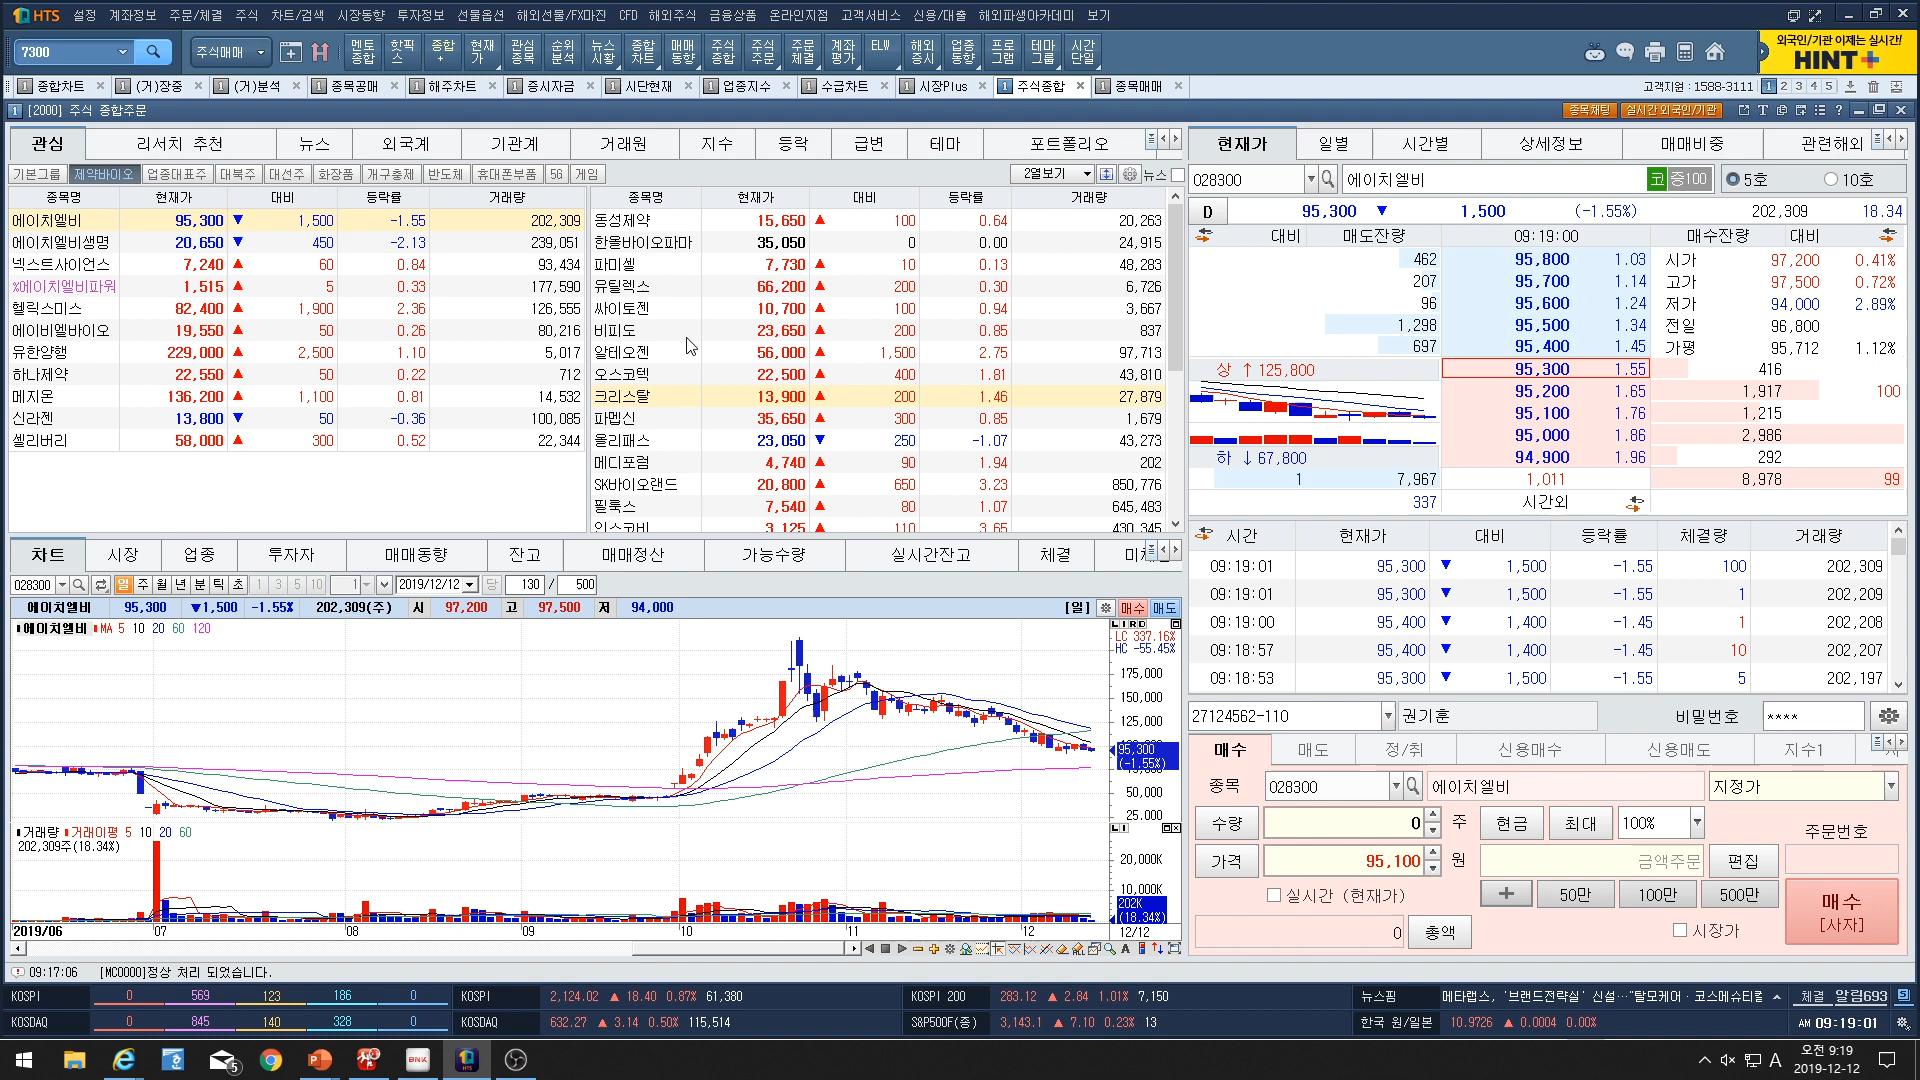 HTS 설정 계좌정보 주문/체결 주식 차트/검색 시장동향 투자정보 선물옵션 해외선물/FX마진 CFD 해외주식 금융상품 온라인지점 고객서비스 신용/대출 해외파생아카데미 보기
7300 주식매매 멘토종합 핫픽스 종합+ 현재가 관심종목 순위분석 뉴스시황 종합차트 매매동향 주식종합 주식주문 주문체결 계좌평가 ELW 해외증시 업종동향 프로그램 테마그룹 시간단일
외국인/기관 이제는 실시간!
HINT+
1 종합차트 1 (거)장중 1 (거)분석 1 종목공매 1 해주차트 1 증시자금 1 시단현재 1 업종지수 1 수급차트 1 시장Plus 1 주식종합 1 종목매매 고객지원 : 1588-3111 1 2 3 4 5
1 [2000] 주식 종합주문 종목채팅 실시간 외국인/기관
관심 리서치 추천 뉴스 외국계 기관계 거래원 지수 등락 급변 테마 포트폴리오
기본그룹 제약바이오 업종대표주 대북주 대선주 화장품 개구충제 반도체 휴대폰부품 5G 게임 2열보기 뉴스
종목명 현재가 대비 등락률 거래량
에이치엘비 95,300 ▼ 1,500 -1.55 202,309
에이치엘비생명 20,650 ▼ 450 -2.13 239,051
넥스트사이언스 7,240 ▲ 60 0.84 93,434
%에이치엘비파워 1,515 ▲ 5 0.33 177,590
헬릭스미스 82,400 ▲ 1,900 2.36 126,555
에이비엘바이오 19,550 ▲ 50 0.26 80,216
유한양행 229,000 ▲ 2,500 1.10 5,017
하나제약 22,550 ▲ 50 0.22 712
메지온 136,200 ▲ 1,100 0.81 14,532
신라젠 13,800 ▼ 50 -0.36 100,085
셀리버리 58,000 ▲ 300 0.52 22,344
종목명 현재가 대비 등락률 거래량
동성제약 15,650 ▲ 100 0.64 20,263
한올바이오파마 35,050 0 0.00 24,915
파미셀 7,730 ▲ 10 0.13 48,283
유틸렉스 66,200 ▲ 200 0.30 6,726
싸이토젠 10,700 ▲ 100 0.94 3,667
비피도 23,650 ▲ 200 0.85 837
알테오젠 56,000 ▲ 1,500 2.75 97,713
오스코텍 22,500 ▲ 400 1.81 43,810
크리스탈 13,900 ▲ 200 1.46 27,879
파멥신 35,650 ▲ 300 0.85 1,679
올리패스 23,050 ▼ 250 -1.07 43,273
메디포럼 4,740 ▲ 90 1.94 202
SK바이오랜드 20,800 ▲ 650 3.23 850,776
필룩스 7,540 ▲ 80 1.07 645,483
인스코비 3,125 ▲ 110 3.65 430,345
현재가 일별 시간별 상세정보 매매비중 관련해외
028300 에이치엘비 코 중100 5호 10호
D 95,300 ▼ 1,500 (-1.55%) 202,309 18.34
대비 매도잔량 09:19:00 매수잔량 대비
462 95,800 1.03 시가 97,200 0.41%
207 95,700 1.14 고가 97,500 0.72%
96 95,600 1.24 저가 94,000 2.89%
1,298 95,500 1.34 전일 96,800
697 95,400 1.45 가평 95,712 1.12%
상 ↑ 125,800 95,300 1.55 416
95,200 1.65 1,917 100
95,100 1.76 1,215
95,000 1.86 2,986
하 ↓ 67,800 94,900 1.96 292
1 7,967 1,011 8,978 99
337 시간외
시간 현재가 대비 등락률 체결량 거래량
09:19:01 95,300 ▼ 1,500 -1.55 100 202,309
09:19:01 95,300 ▼ 1,500 -1.55 1 202,209
09:19:00 95,400 ▼ 1,400 -1.45 1 202,208
09:18:57 95,400 ▼ 1,400 -1.45 10 202,207
09:18:53 95,300 ▼ 1,500 -1.55 5 202,197
차트 시장 업종 투자자 매매동향 잔고 매매정산 가능수량 실시간잔고 체결
028300 일 주 월 년 분 틱 초 1 3 5 10 1 2019/12/12 당 130 / 500
에이치엘비 95,300 ▼1,500 -1.55% 202,309(주) 시 97,200 고 97,500 저 94,000 [일] 매수 매도
에이치엘비 MA 5 10 20 60 120
LC 337.16%
HC -55.45%
175,000
150,000
125,000
95,300
(-1.55%)
50,000
25,000
거래량 거래이평 5 10 20 60
202,309주(18.34%)
20,000K
10,000K
202K
(18.34%)
2019/06 07 08 09 10 11 12 12/12
27124562-110 권기훈 비밀번호 ****
매수 매도 정/취 신용매수 신용매도 지수1
종목 028300 에이치엘비 지정가
수량 0 주 현금 최대 100% 주문번호
가격 95,100 원 금액주문 편집
실시간 (현재가) + 50만 100만 500만 매수
[사자]
0 총액 시장가
09:17:06 [MC0000]정상 처리 되었습니다.
KOSPI 0 569 123 186 0 KOSPI 2,124.02 ▲ 18.40 0.87% 61,380 KOSPI 200 283.12 ▲ 2.84 1.01% 7,150 뉴스핌 메타랩스, '브랜드전략실' 신설…"탈모케어·코스메슈티컬 체결 알림693
KOSDAQ 0 845 140 328 0 KOSDAQ 632.27 ▲ 3.14 0.50% 115,514 S&P500F(종) 3,143.1 ▲ 7.10 0.23% 13 한국 원/일본 10.9726 ▲ 0.0004 0.00% AM 09:19:01
5 BNK HTS A 오전 9:19
2019-12-12